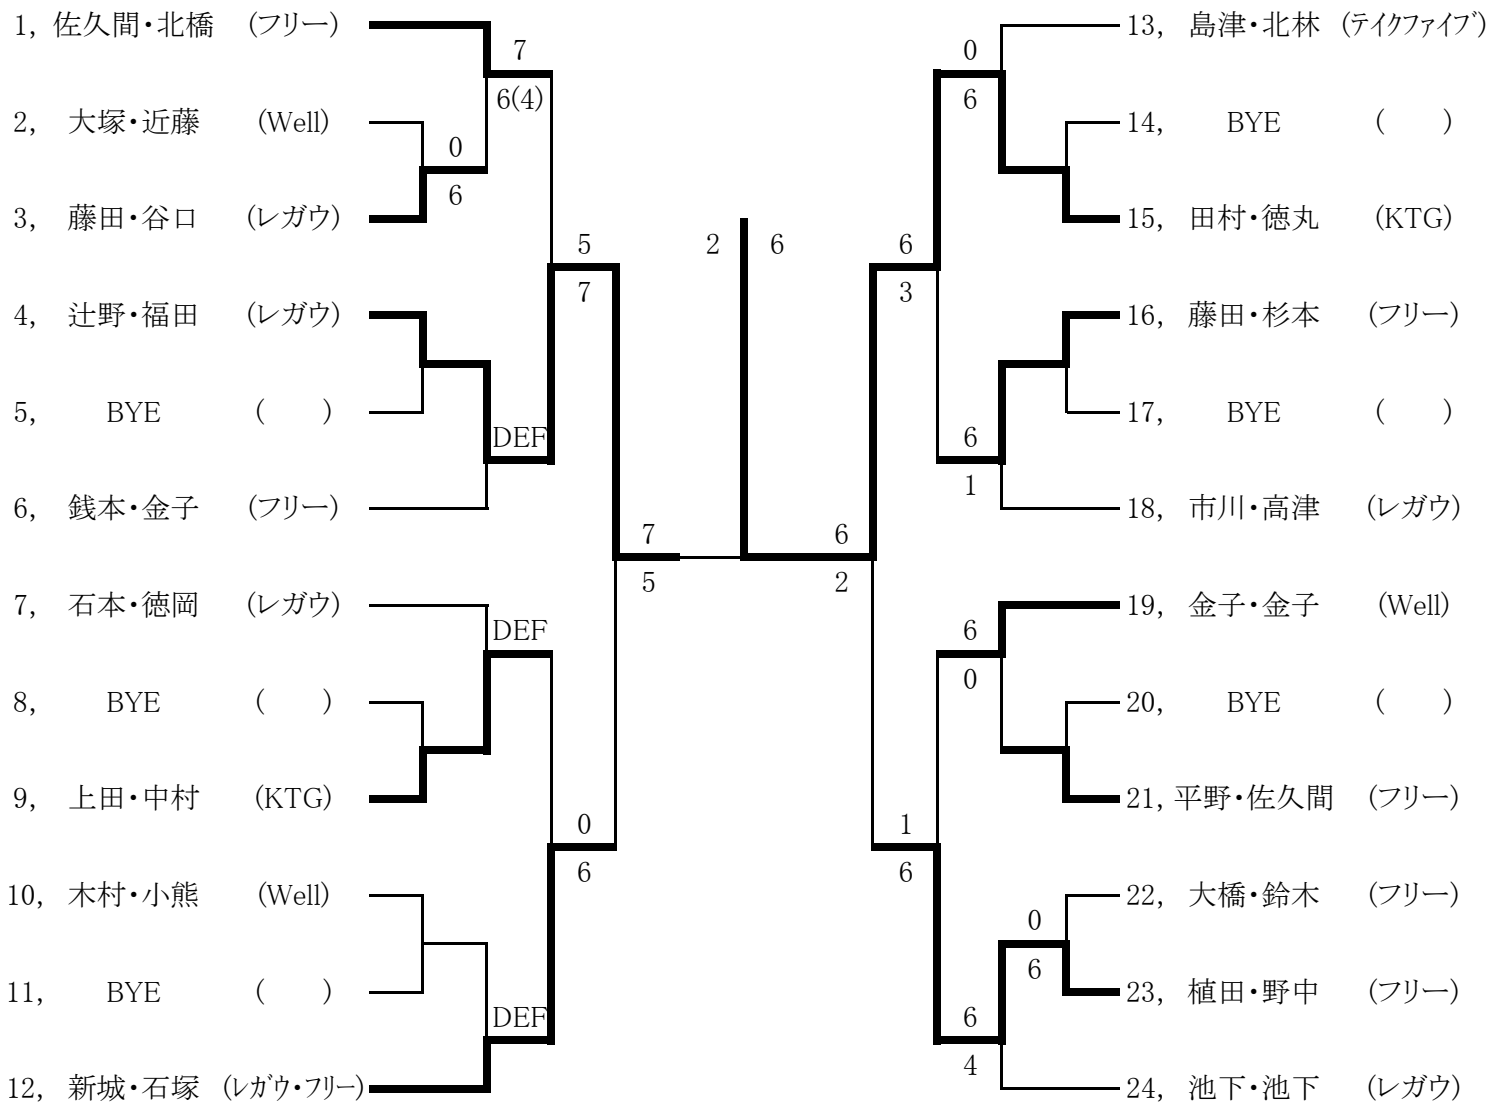 1, 佐久間・北橋 (フリー)
7
6(4)
2, 大塚・近藤 (Well)
0
6
3, 藤田・谷口 (レガウ)
5
7
4, 辻野・福田 (レガウ)
5, BYE ( )
DEF
6, 銭本・金子 (フリー)
7
5
7, 石本・徳岡 (レガウ)
DEF
8, BYE ( )
9, 上田・中村 (KTG)
0
6
10, 木村・小熊 (Well)
11, BYE ( )
DEF
12, 新城・石塚 (レガウ・フリー)
2 6
13, 島津・北林 (テイクファイブ)
0
6
14, BYE ( )
15, 田村・徳丸 (KTG)
6
3
16, 藤田・杉本 (フリー)
17, BYE ( )
6
1
18, 市川・高津 (レガウ)
6
2
19, 金子・金子 (Well)
6
0
20, BYE ( )
21, 平野・佐久間 (フリー)
1
6
22, 大橋・鈴木 (フリー)
0
6
23, 植田・野中 (フリー)
6
4
24, 池下・池下 (レガウ)